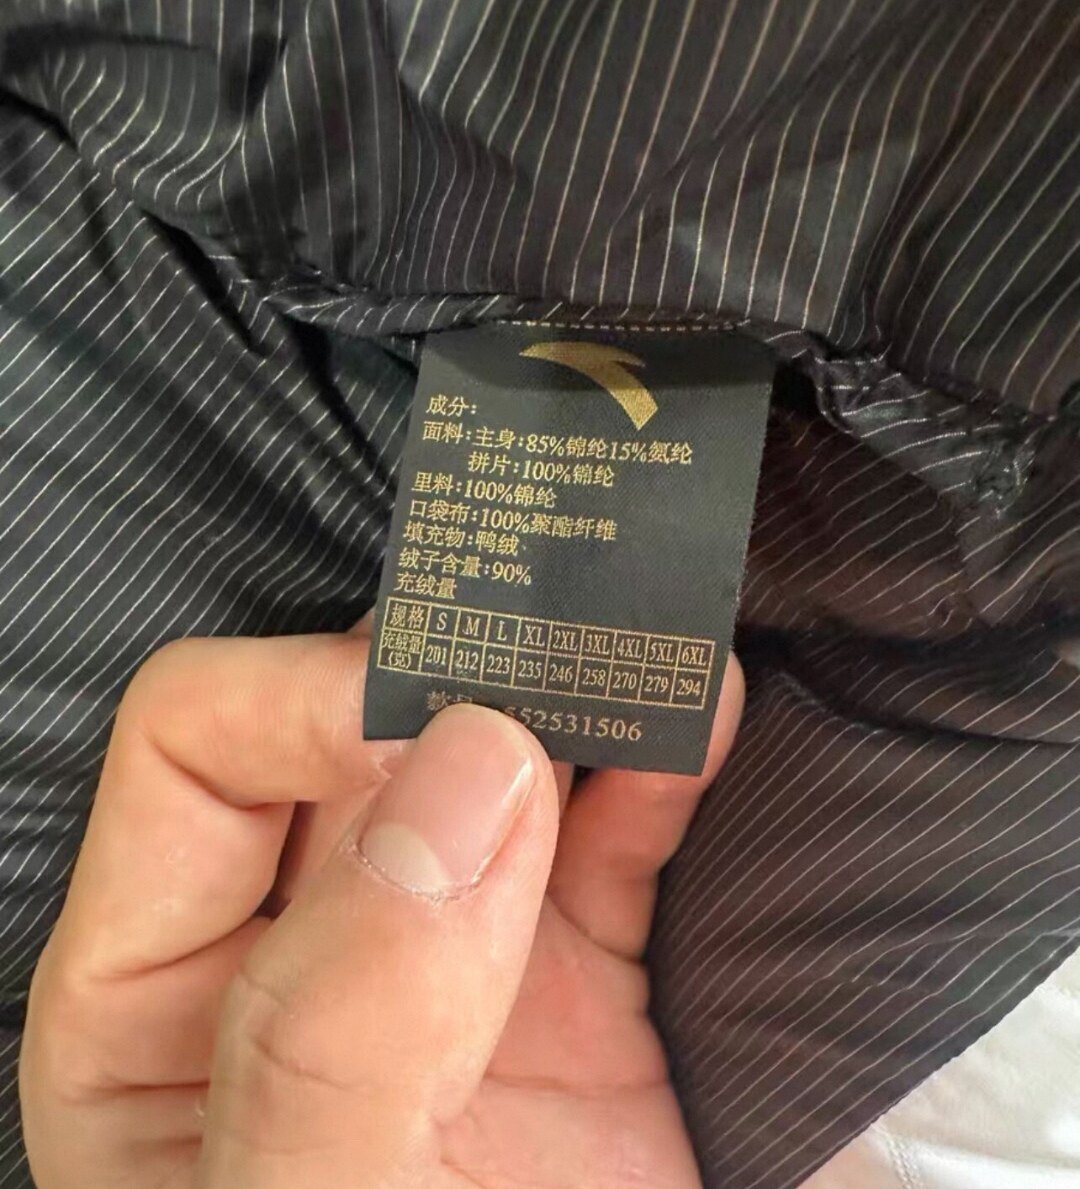 成分:
面料:主身:85%锦纶15%氨纶
拼片:100%锦纶
里料:100%锦纶
口袋布:100%聚酯纤维
填充物:鸭绒
绒子含量:90%
充绒量
规格 S M L XL 2XL 3XL 4XL 5XL 6XL
充绒量(克) 201 212 223 235 246 258 270 279 294
552531506